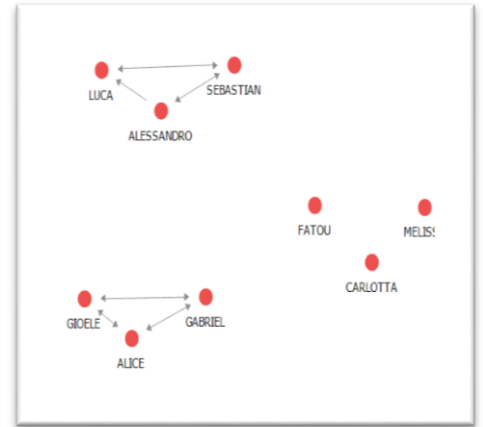 LUCA
SEBASTIAN
ALESSANDRO
FATOU
MELIS
CARLOTTA
GIOELE
GABRIEL
ALICE